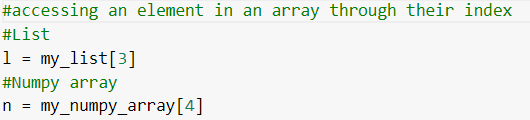 #accessing an element in an array through their index
#List
l = my_list[3]
#Numpy array
n = my_numpy_array[4]